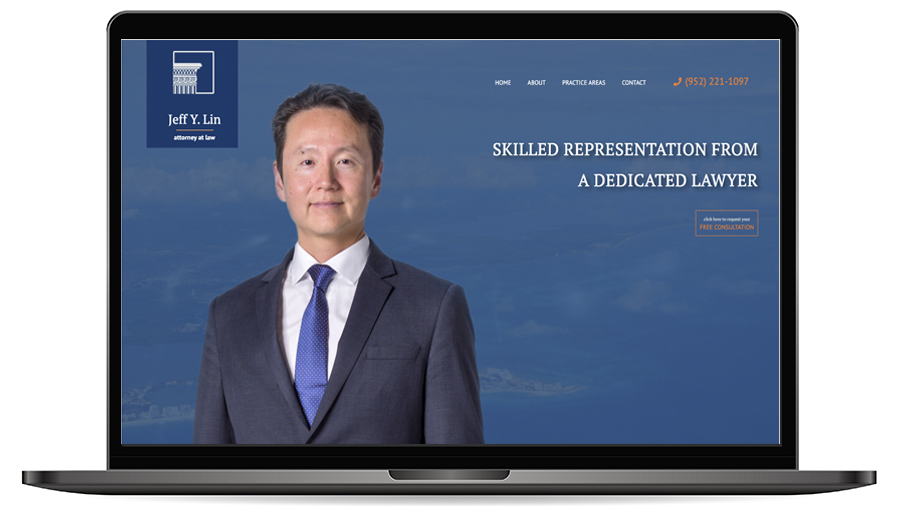 Jeff Y. Lin
attorney at law
HOME ABOUT PRACTICE AREAS CONTACT (952) 221-1097
SKILLED REPRESENTATION FROM
A DEDICATED LAWYER
click here to request your
FREE CONSULTATION